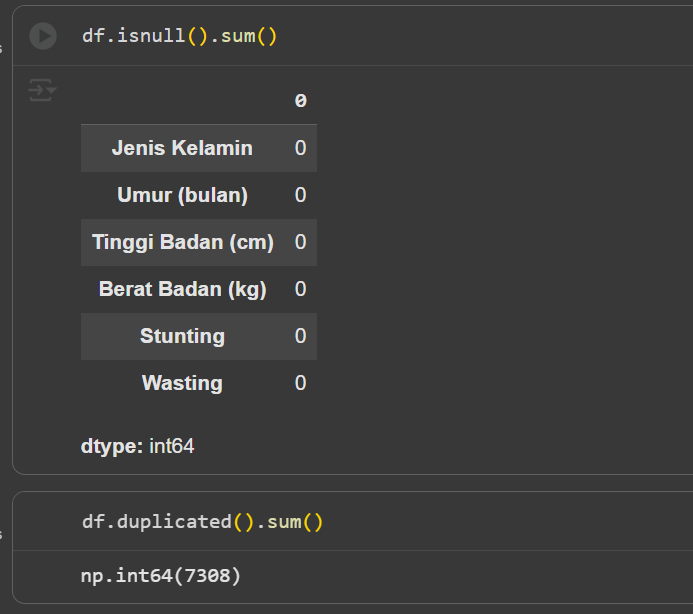 df.isnull().sum()
0
Jenis Kelamin 0
Umur (bulan) 0
Tinggi Badan (cm) 0
Berat Badan (kg) 0
Stunting 0
Wasting 0
dtype: int64
df.duplicated().sum()
np.int64(7308)